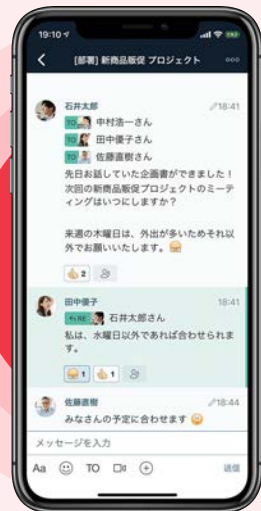 19:10
[部署] 新商品販促 プロジェクト
石井太郎
18:41
TO 中村浩一さん
TO 田中優子さん
TO 佐藤直樹さん
先日お話していた企画書ができました！
次回の新商品販促プロジェクトのミーテ
ィングはいつにしますか？
来週の木曜日は、外出が多いためそれ以
外でお願いいたします。
2
田中優子
18:41
RE 石井太郎さん
私は、水曜日以外であれば合わせられま
す。
1
1
佐藤直樹
18:44
みなさんの予定に合わせます
メッセージを入力
Aa
TO
送信